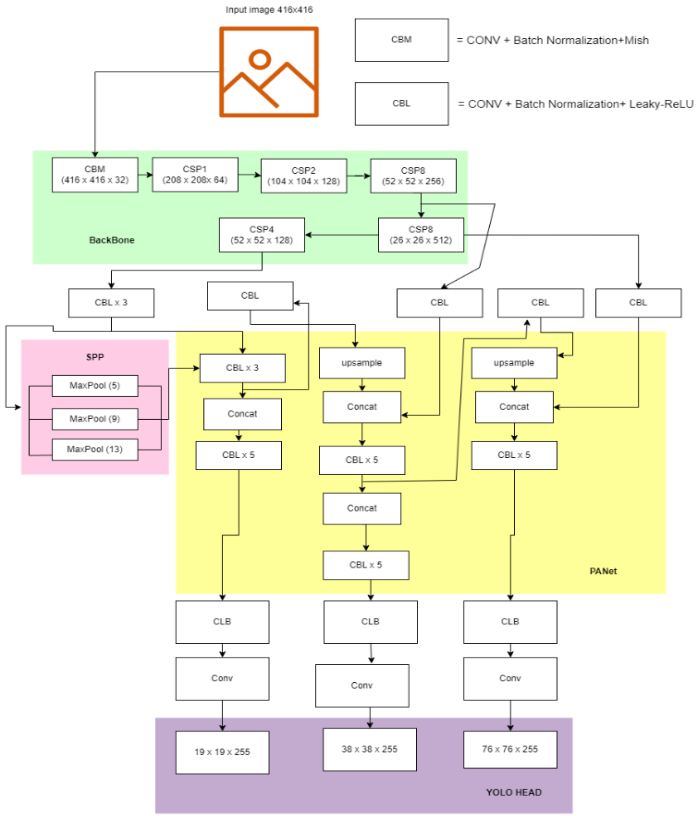 Input image 416x416
CBM
= CONV + Batch Normalization+Mish
CBL
= CONV + Batch Normalization+ Leaky-ReLU
CBM
(416 x 416 x 32)
CSP1
(208 x 208x 64)
CSP2
(104 x 104 x 128)
CSP8
(52 x 52 x 256)
CSP4
(52 x 52 x 128)
CSP8
(26 x 26 x 512)
BackBone
CBL x 3
CBL
CBL
CBL
CBL
SPP
MaxPool (5)
MaxPool (9)
MaxPool (13)
CBL x 3
upsample
upsample
Concat
Concat
Concat
CBL x 5
CBL x 5
CBL x 5
Concat
CBL x 5
PANet
CLB
CLB
CLB
Conv
Conv
Conv
19 x 19 x 255
38 x 38 x 255
76 x 76 x 255
YOLO HEAD